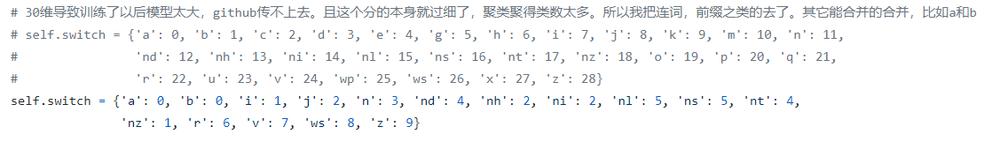 # 30维导致训练了以后模型太大，github传不上去。且这个分的本身就过细了，聚类聚得类数太多。所以我把连词，前缀之类的去了。其它能合并的合并，比如a和b
# self.switch = {'a': 0, 'b': 1, 'c': 2, 'd': 3, 'e': 4, 'g': 5, 'h': 6, 'i': 7, 'j': 8, 'k': 9, 'm': 10, 'n': 11,
#                'nd': 12, 'nh': 13, 'ni': 14, 'nl': 15, 'ns': 16, 'nt': 17, 'nz': 18, 'o': 19, 'p': 20, 'q': 21,
#                'r': 22, 'u': 23, 'v': 24, 'wp': 25, 'ws': 26, 'x': 27, 'z': 28}
self.switch = {'a': 0, 'b': 0, 'i': 1, 'j': 2, 'n': 3, 'nd': 4, 'nh': 2, 'ni': 2, 'nl': 5, 'ns': 5, 'nt': 4,
               'nz': 1, 'r': 6, 'v': 7, 'ws': 8, 'z': 9}